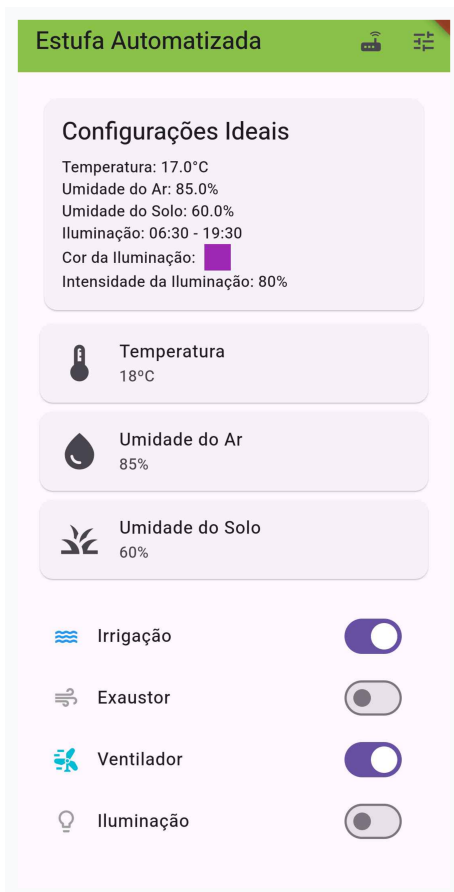 Estufa Automatizada
Configurações Ideais
Temperatura: 17.0°C
Umidade do Ar: 85.0%
Umidade do Solo: 60.0%
Iluminação: 06:30 - 19:30
Cor da Iluminação:
Intensidade da Iluminação: 80%
Temperatura
18ºC
Umidade do Ar
85%
Umidade do Solo
60%
Irrigação
Exaustor
Ventilador
Iluminação